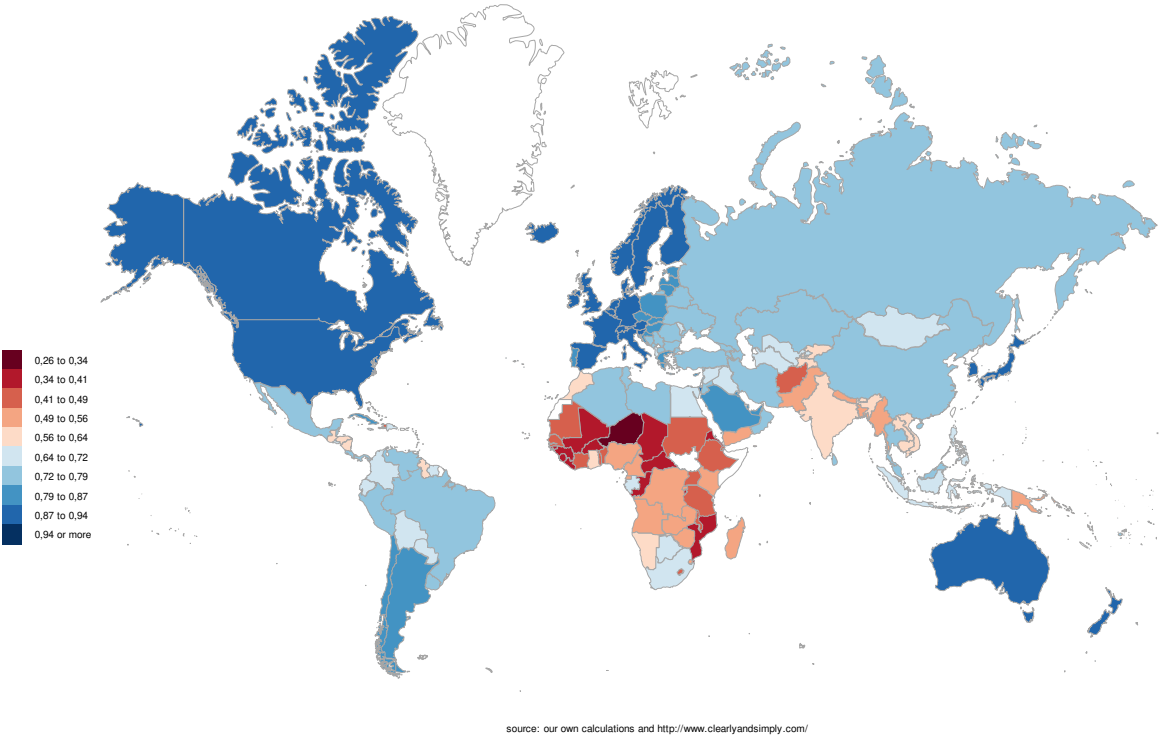 0,26 to 0,34
0,34 to 0,41
0,41 to 0,49
0,49 to 0,56
0,56 to 0,64
0,64 to 0,72
0,72 to 0,79
0,79 to 0,87
0,87 to 0,94
0,94 or more
source: our own calculations and http://www.clearlyandsimply.com/